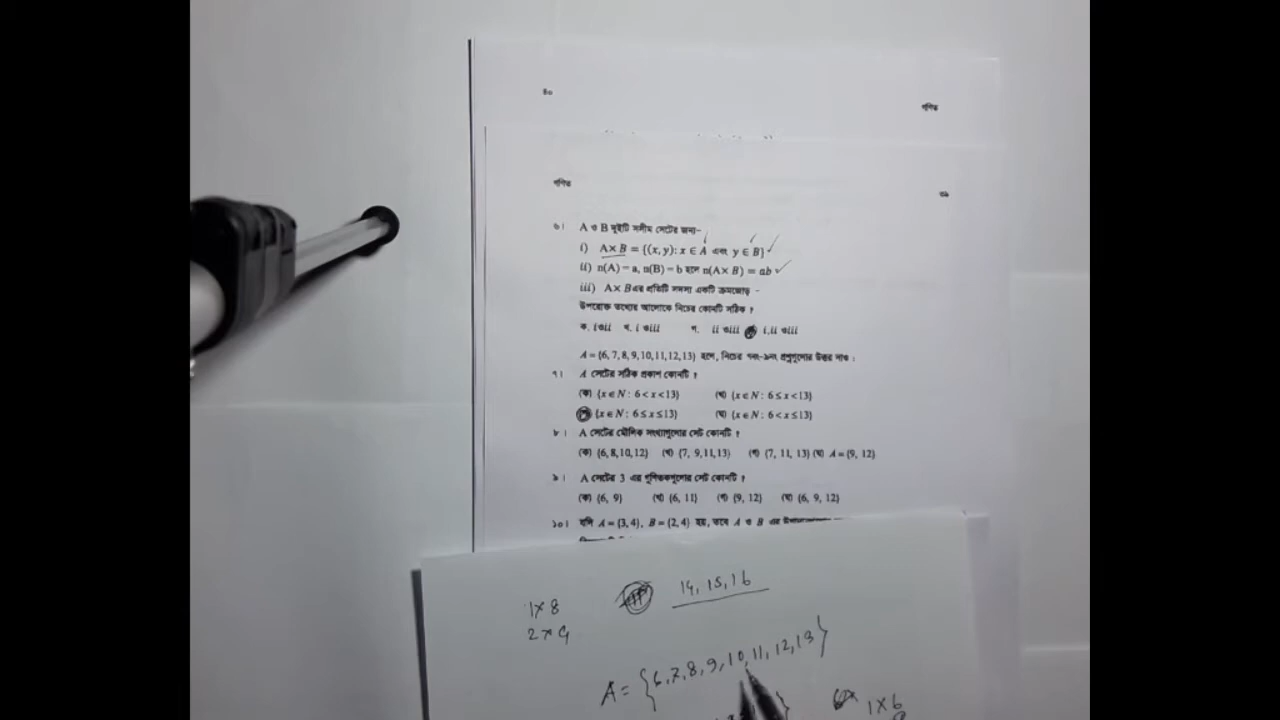 ৪০
গণিত
গণিত
৩৯
৬। A ও B দুইটি সসীম সেটের জন্য-
i) A× B = {(x, y): x ∈ A এবং y ∈ B}
ii) n(A) = a, n(B) = b হলে n(A× B) = ab
iii) A× B এর প্রতিটি সদস্য একটি ক্রমজোড় -
উপরোক্ত তথ্যের আলোকে নিচের কোনটি সঠিক ?
ক. i ও ii খ. i ও iii গ. ii ও iii i, ii ও iii
A = {6, 7, 8, 9, 10, 11, 12, 13} হলে, নিচের ৭নং-৯নং প্রশ্নগুলোর উত্তর দাও :
৭। A সেটের সঠিক প্রকাশ কোনটি ?
(ক) {x ∈ N : 6 < x < 13} (খ) {x ∈ N : 6 ≤ x < 13}
{x ∈ N : 6 ≤ x ≤ 13} (ঘ) {x ∈ N : 6 < x ≤ 13}
৮। A সেটের মৌলিক সংখ্যাগুলোর সেট কোনটি ?
(ক) {6, 8, 10, 12} (খ) {7, 9, 11, 13} (গ) {7, 11, 13} (ঘ) A = {9, 12}
৯। A সেটের 3 এর গুণিতকগুলোর সেট কোনটি ?
(ক) {6, 9} (খ) {6, 11} (গ) {9, 12} (ঘ) {6, 9, 12}
১০। যদি A = {3, 4}, B = {2, 4} হয়, তবে A ও B এর
14, 15, 16
1×8
2×4
A = {6, 7, 8, 9, 10, 11, 12, 13}
1×6